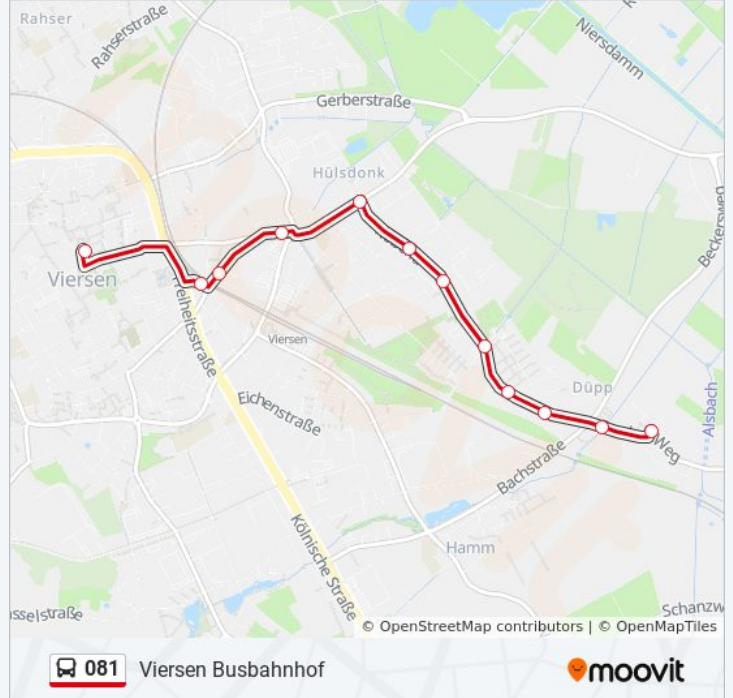 Rahser
Rahserstraße
Niersdamm
Gerberstraße
Hülsdonk
Beckersweg
Viersen
Freiheitsstraße
Viersen
Eichenstraße
Düpp
Alsbach
Weg
Bachstraße
Kölnische Straße
Hamm
sselstraße
Schanzw
© OpenStreetMap contributors | © OpenMapTiles
081 Viersen Busbahnhof
moovit